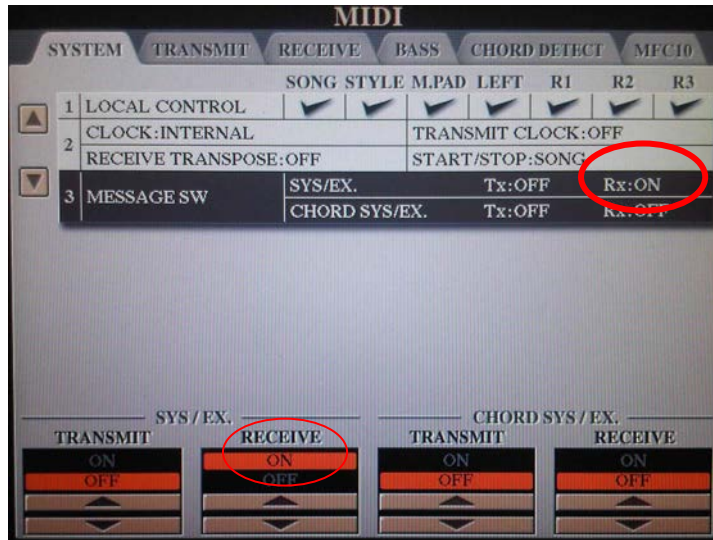 MIDI
SYSTEM TRANSMIT RECEIVE BASS CHORD DETECT MFC10
SONG STYLE M.PAD LEFT R1 R2 R3
1 LOCAL CONTROL
2 CLOCK:INTERNAL TRANSMIT CLOCK:OFF
RECEIVE TRANSPOSE:OFF START/STOP:SONG
3 MESSAGE SW SYS/EX. Tx:OFF Rx:ON
CHORD SYS/EX. Tx:OFF Rx:OFF
SYS / EX. CHORD SYS / EX.
TRANSMIT RECEIVE TRANSMIT RECEIVE
ON ON ON ON
OFF OFF OFF OFF